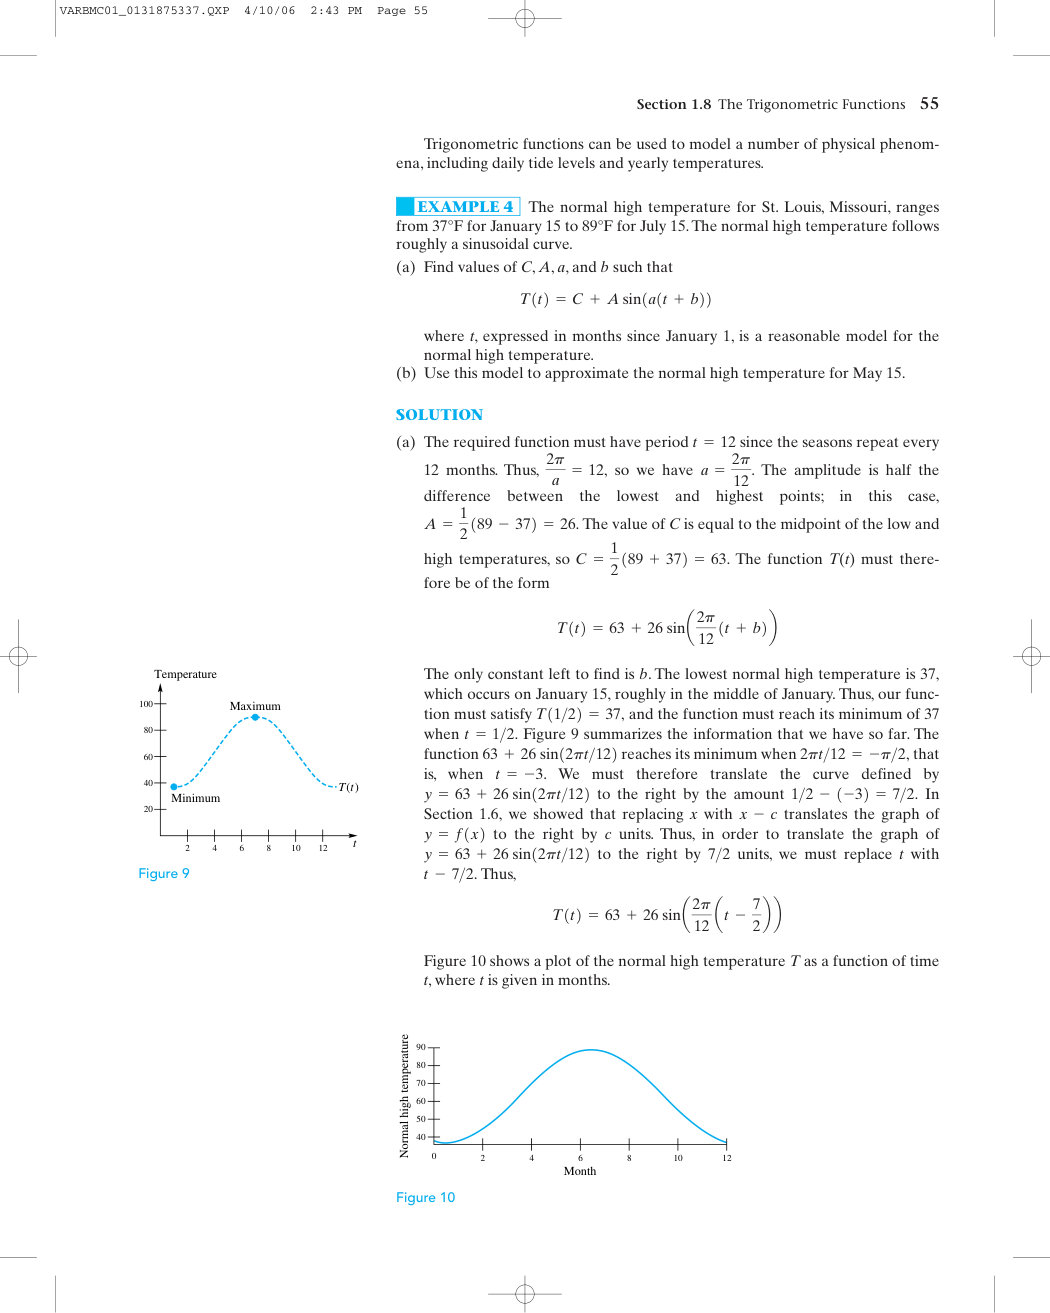 VARBMC01_0131875337.QXP 4/10/06 2:43 PM Page 55
Section 1.8 The Trigonometric Functions 55
Trigonometric functions can be used to model a number of physical phenom-
ena, including daily tide levels and yearly temperatures.
EXAMPLE 4 The normal high temperature for St. Louis, Missouri, ranges
from 37°F for January 15 to 89°F for July 15. The normal high temperature follows
roughly a sinusoidal curve.
(a) Find values of C, A, a, and b such that
T(t) = C + A sin(a(t + b))
where t, expressed in months since January 1, is a reasonable model for the
normal high temperature.
(b) Use this model to approximate the normal high temperature for May 15.
SOLUTION
(a) The required function must have period t = 12 since the seasons repeat every
12 months. Thus, 2π/a = 12, so we have a = 2π/12. The amplitude is half the
difference between the lowest and highest points; in this case,
A = 1/2 (89 − 37) = 26. The value of C is equal to the midpoint of the low and
high temperatures, so C = 1/2 (89 + 37) = 63. The function T(t) must there-
fore be of the form
T(t) = 63 + 26 sin(2π/12 (t + b))
The only constant left to find is b. The lowest normal high temperature is 37,
which occurs on January 15, roughly in the middle of January. Thus, our func-
tion must satisfy T(1/2) = 37, and the function must reach its minimum of 37
when t = 1/2. Figure 9 summarizes the information that we have so far. The
function 63 + 26 sin(2πt/12) reaches its minimum when 2πt/12 = −π/2, that
is, when t = −3. We must therefore translate the curve defined by
y = 63 + 26 sin(2πt/12) to the right by the amount 1/2 − (−3) = 7/2. In
Section 1.6, we showed that replacing x with x − c translates the graph of
y = f(x) to the right by c units. Thus, in order to translate the graph of
y = 63 + 26 sin(2πt/12) to the right by 7/2 units, we must replace t with
t − 7/2. Thus,
T(t) = 63 + 26 sin(2π/12 (t − 7/2))
Figure 10 shows a plot of the normal high temperature T as a function of time
t, where t is given in months.
Temperature
100
80
60
40
20
Maximum
Minimum
T(t)
2 4 6 8 10 12 t
Figure 9
Normal high temperature
90
80
70
60
50
40
0 2 4 6 8 10 12
Month
Figure 10